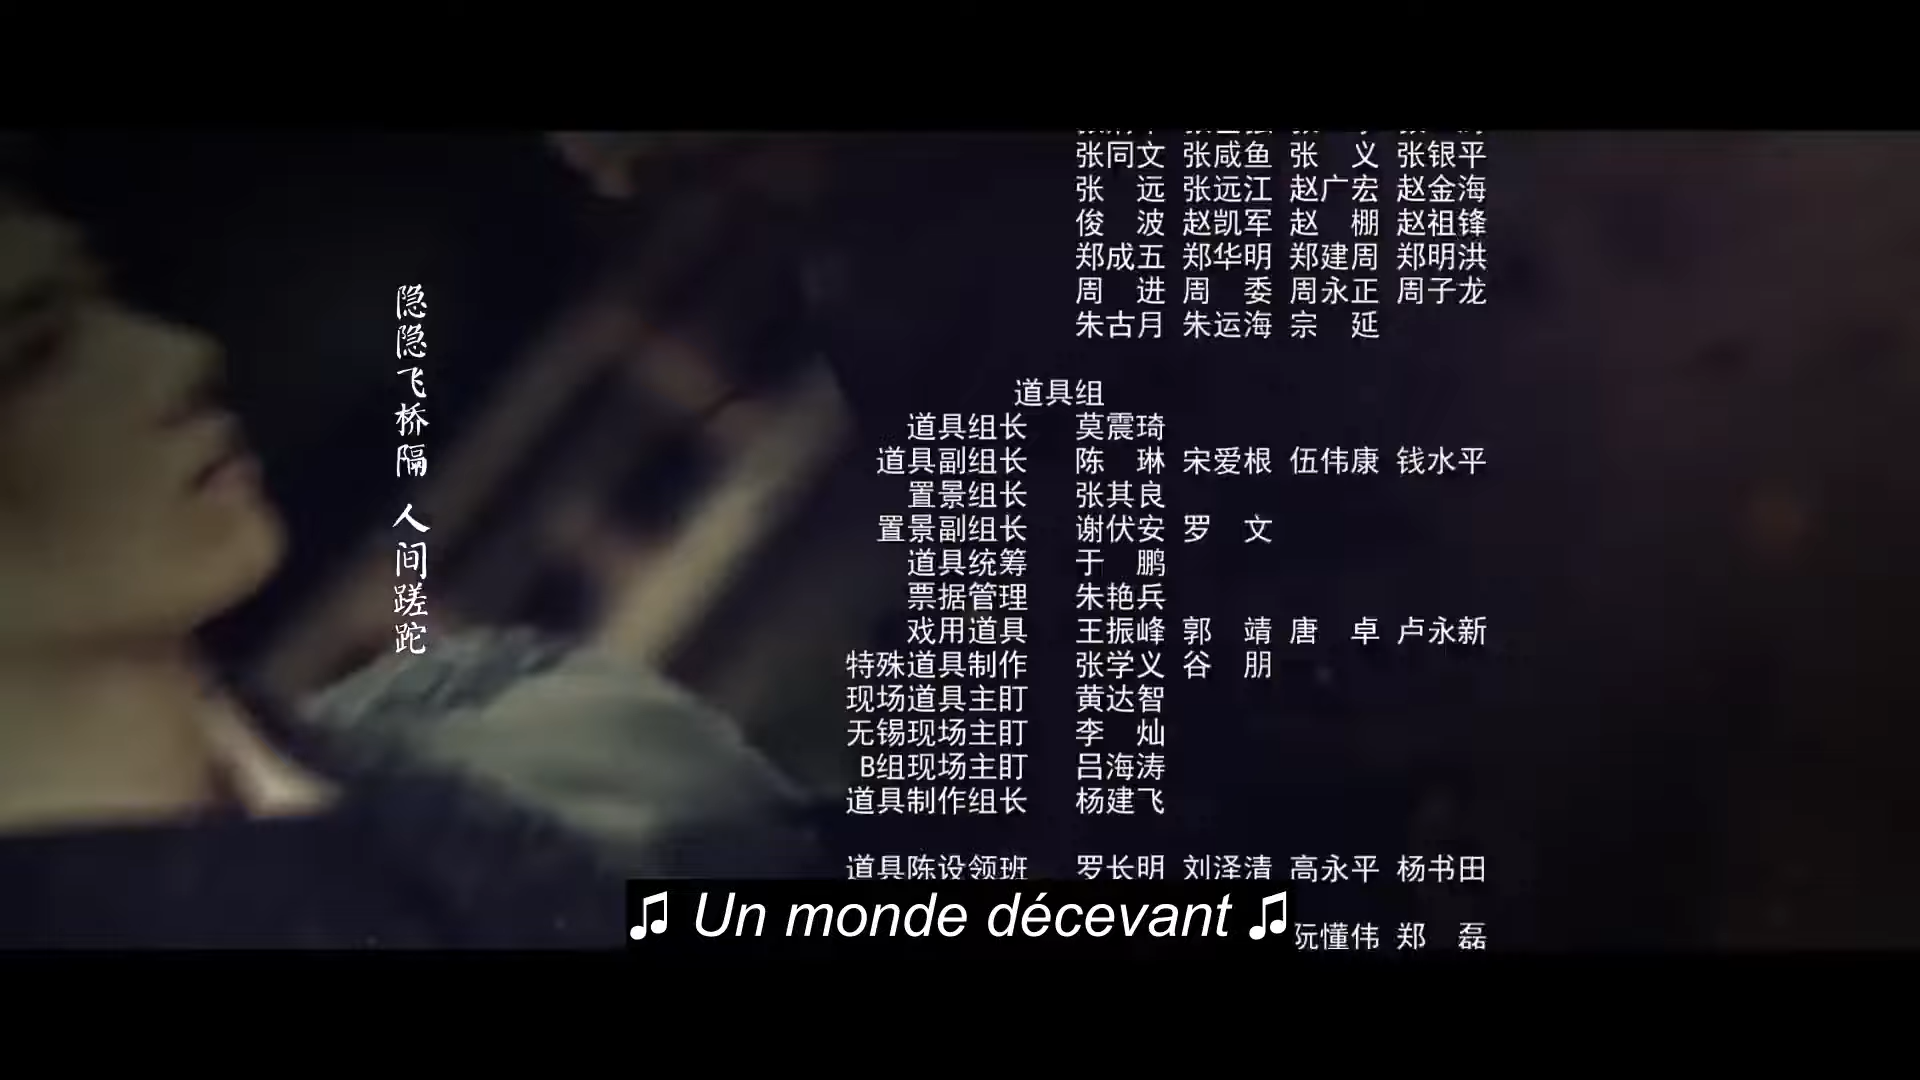 隐隐飞桥隔 人间蹉跎
张同文 张咸鱼 张 义 张银平
张 远 张远江 赵广宏 赵金海
俊 波 赵凯军 赵 棚 赵祖锋
郑成五 郑华明 郑建周 郑明洪
周 进 周 委 周永正 周子龙
朱古月 朱运海 宗 延
道具组
道具组长 莫震琦
道具副组长 陈 琳 宋爱根 伍伟康 钱水平
置景组长 张其良
置景副组长 谢伏安 罗 文
道具统筹 于 鹏
票据管理 朱艳兵
戏用道具 王振峰 郭 靖 唐 卓 卢永新
特殊道具制作 张学义 谷 朋
现场道具主盯 黄达智
无锡现场主盯 李 灿
B组现场主盯 吕海涛
道具制作组长 杨建飞
道具陈设领班 罗长明 刘泽清 高永平 杨书田
阮懂伟 郑 磊
♫ Un monde décevant ♫